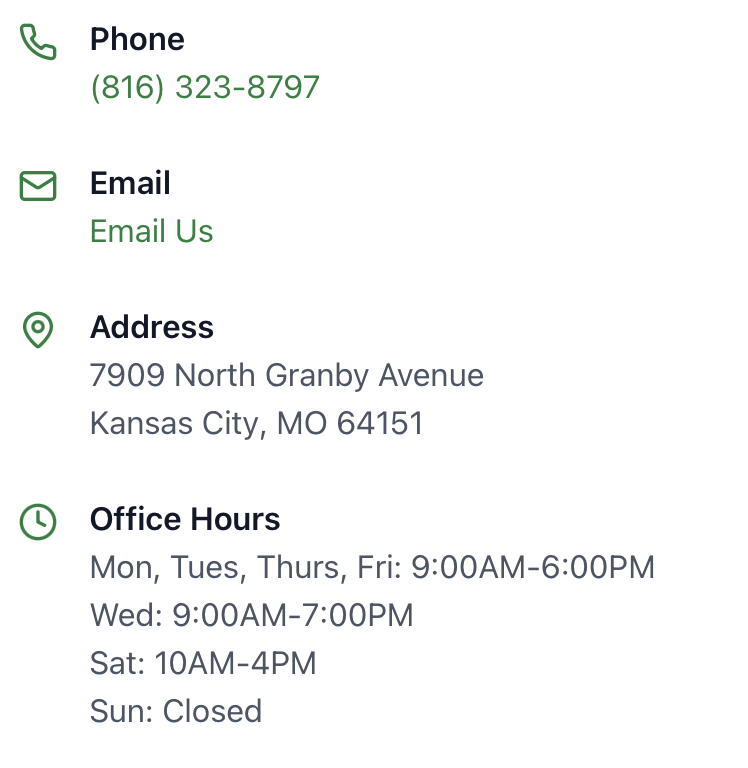 Phone
(816) 323-8797
Email
Email Us
Address
7909 North Granby Avenue
Kansas City, MO 64151
Office Hours
Mon, Tues, Thurs, Fri: 9:00AM-6:00PM
Wed: 9:00AM-7:00PM
Sat: 10AM-4PM
Sun: Closed